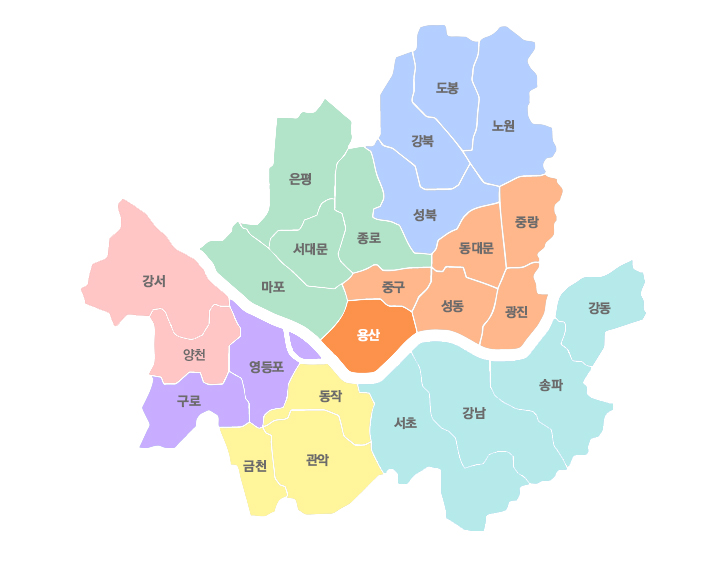 도봉
노원
강북
은평
성북
중랑
종로
서대문
동대문
강서
마포
중구
성동
강동
광진
용산
양천
영등포
송파
동작
구로
강남
서초
관악
금천